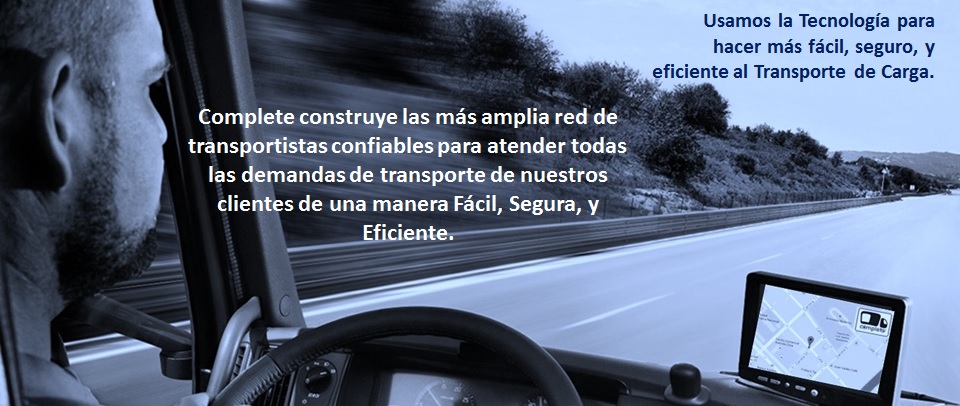 Usamos la Tecnología para
hacer más fácil, seguro, y
eficiente al Transporte de Carga.
Complete construye las más amplia red de
transportistas confiables para atender todas
las demandas de transporte de nuestros
clientes de una manera Fácil, Segura, y
Eficiente.
complete